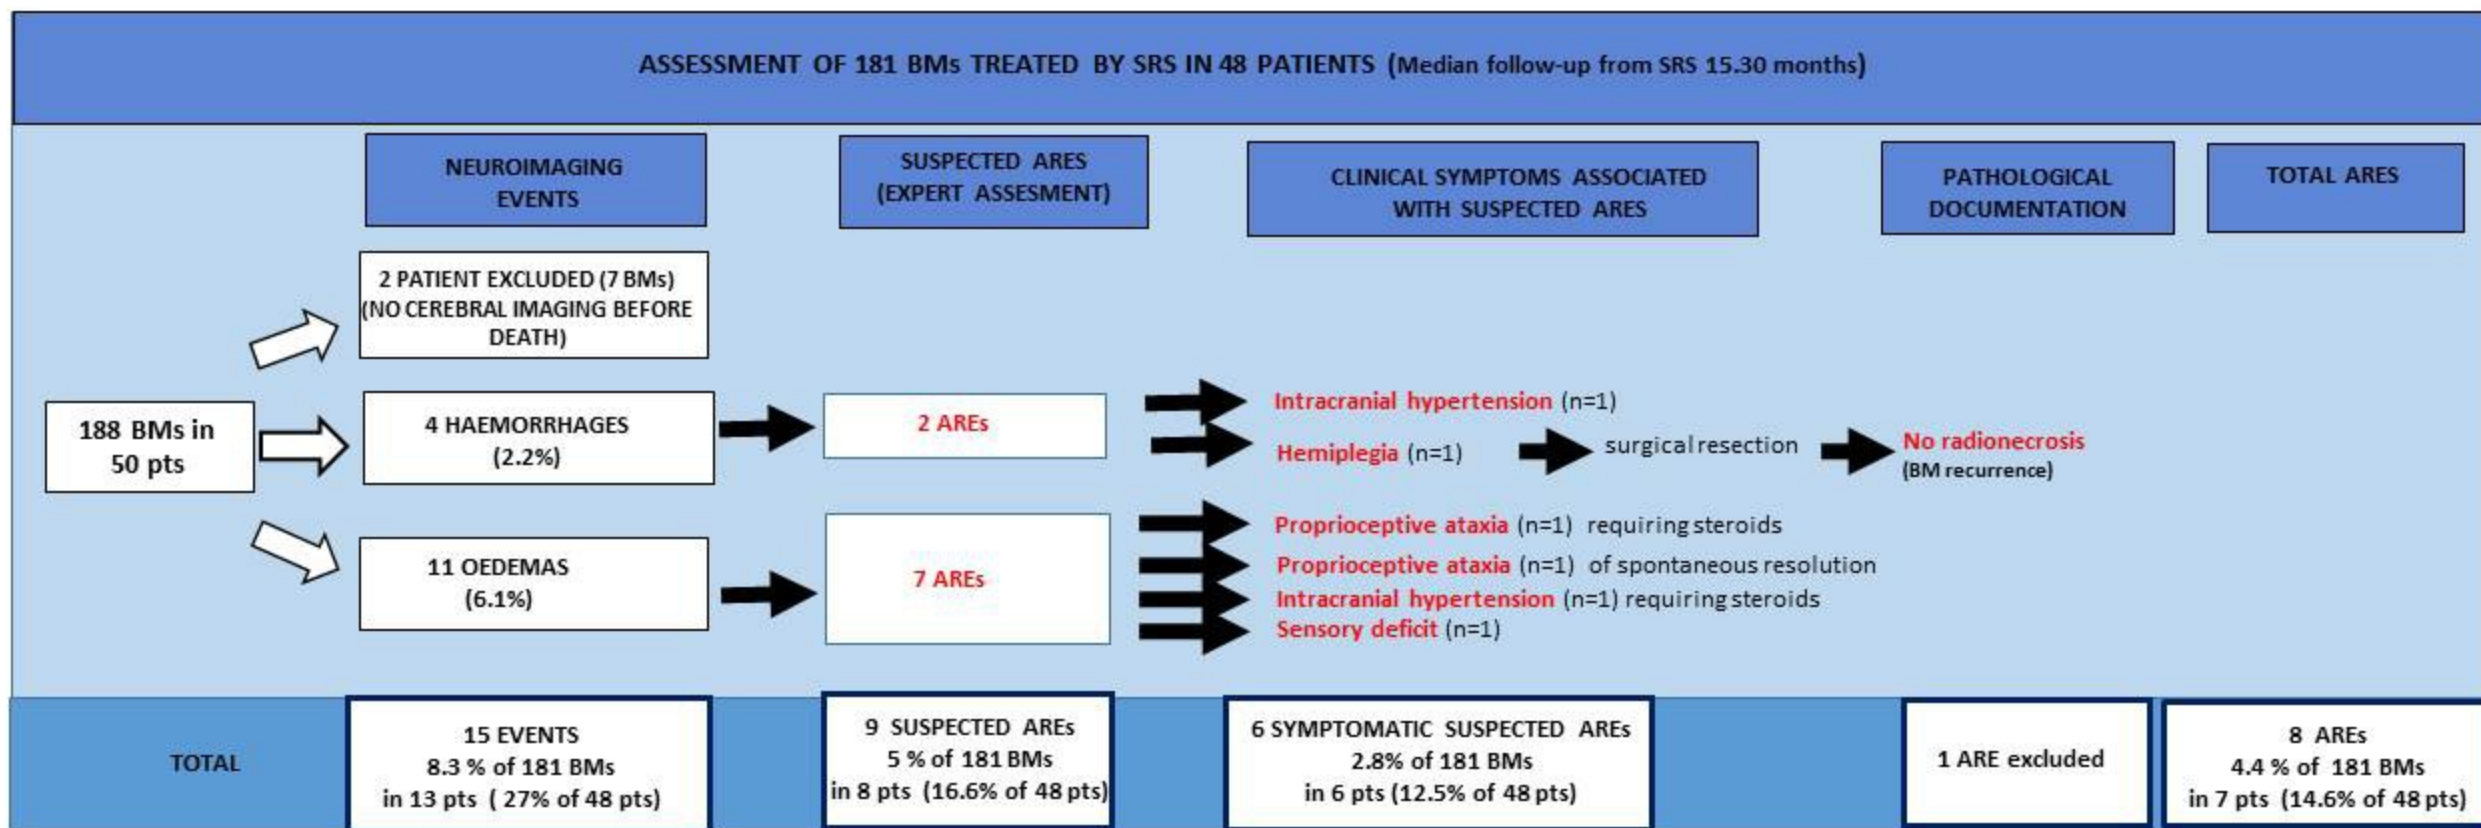 ASSESSMENT OF 181 BMs TREATED BY SRS IN 48 PATIENTS (Median follow-up from SRS 15.30 months)
NEUROIMAGING
EVENTS
SUSPECTED ARES
(EXPERT ASSESMENT)
CLINICAL SYMPTOMS ASSOCIATED
WITH SUSPECTED ARES
PATHOLOGICAL
DOCUMENTATION
TOTAL ARES
2 PATIENT EXCLUDED (7 BMs)
(NO CEREBRAL IMAGING BEFORE
DEATH)
188 BMs in
50 pts
4 HAEMORRHAGES
(2.2%)
2 AREs
Intracranial hypertension (n=1)
Hemiplegia (n=1)
surgical resection
No radionecrosis
(BM recurrence)
11 OEDEMAS
(6.1%)
7 AREs
Proprioceptive ataxia (n=1) requiring steroids
Proprioceptive ataxia (n=1) of spontaneous resolution
Intracranial hypertension (n=1) requiring steroids
Sensory deficit (n=1)
TOTAL
15 EVENTS
8.3 % of 181 BMs
in 13 pts ( 27% of 48 pts)
9 SUSPECTED AREs
5 % of 181 BMs
in 8 pts (16.6% of 48 pts)
6 SYMPTOMATIC SUSPECTED AREs
2.8% of 181 BMs
in 6 pts (12.5% of 48 pts)
1 ARE excluded
8 AREs
4.4 % of 181 BMs
in 7 pts (14.6% of 48 pts)